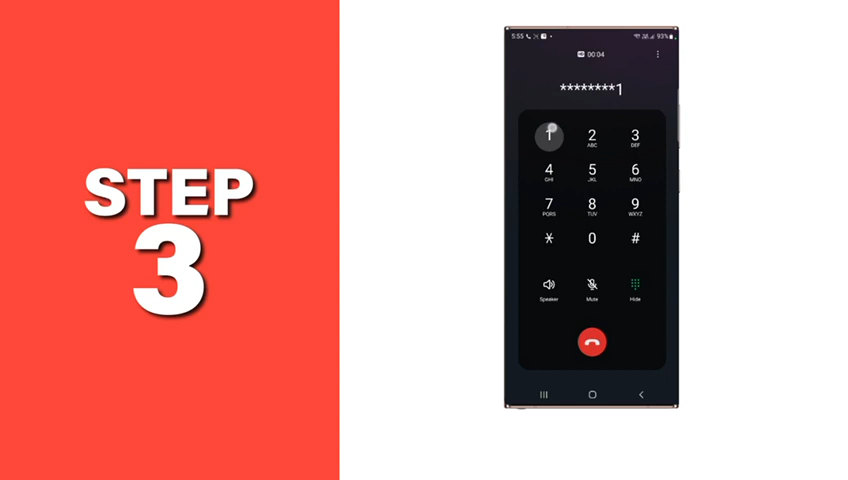 STEP
3
5:55
93%
HD 00:04
********1
1
2
ABC
3
DEF
4
GHI
5
JKL
6
MNO
7
PQRS
8
TUV
9
WXYZ
*
0
#
Speaker
Mute
Hide